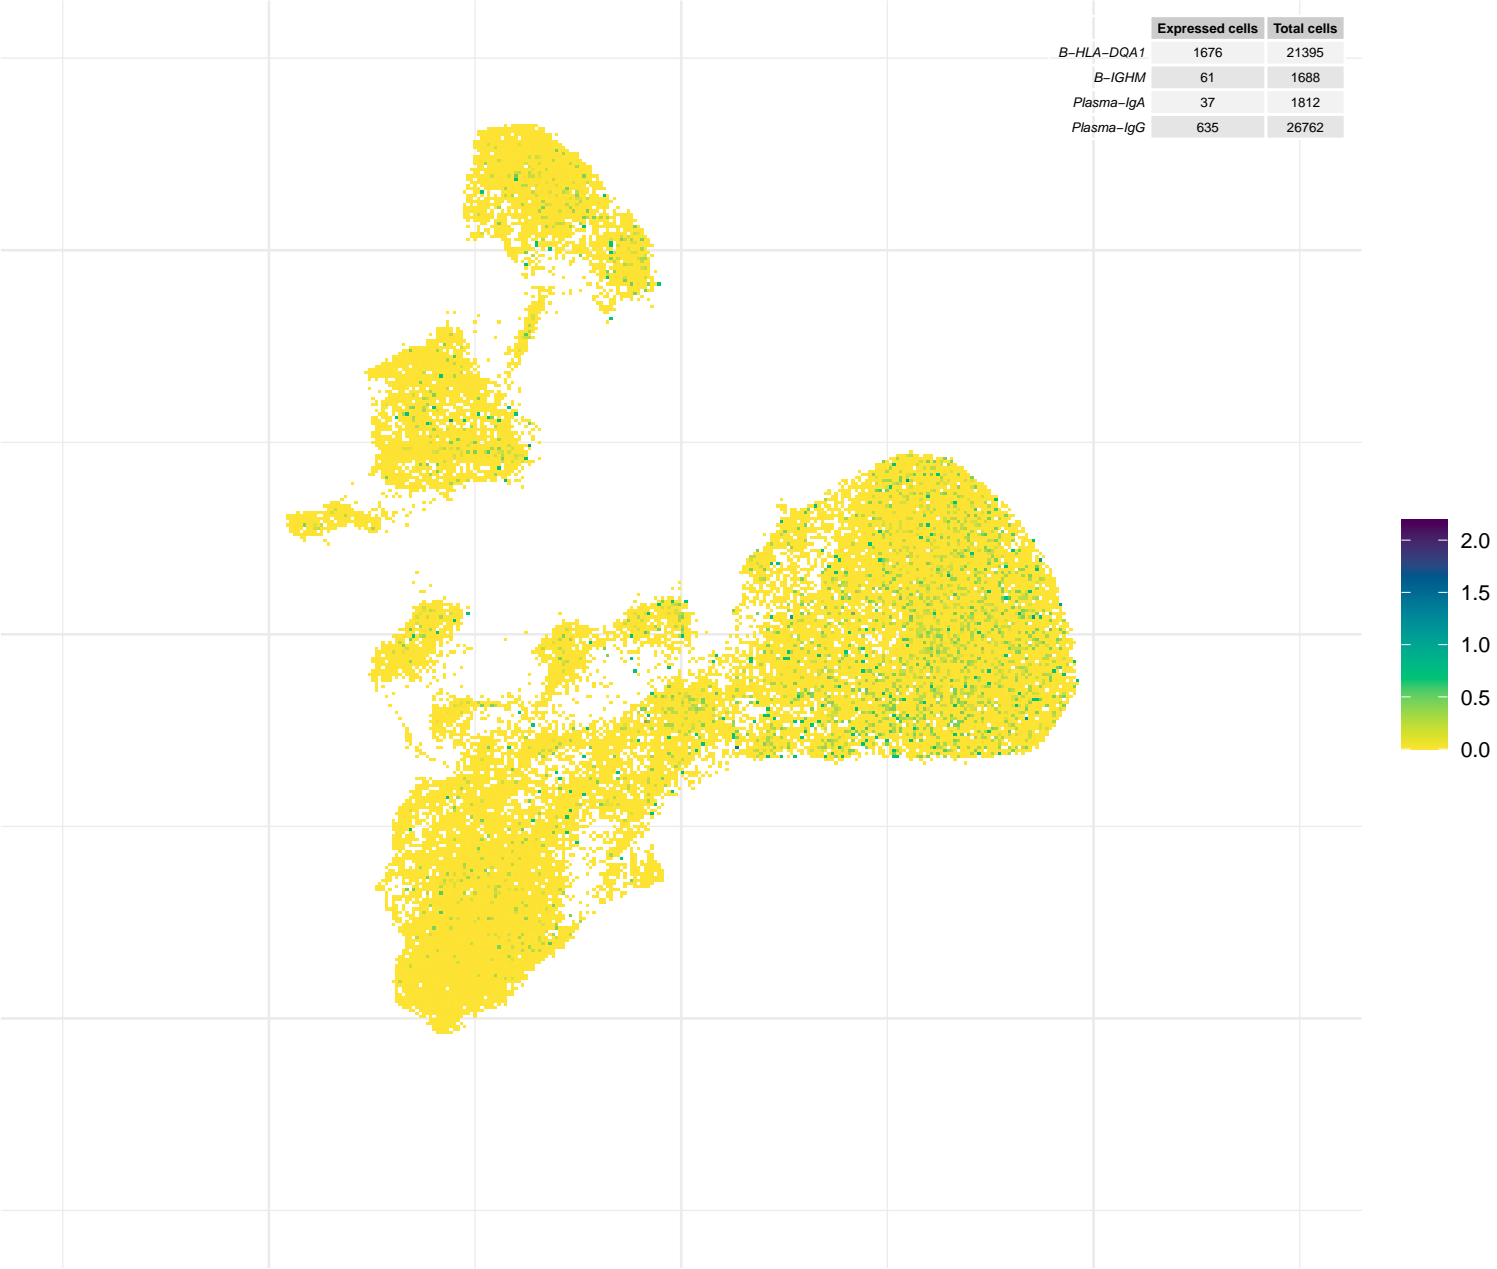 Expressed cells Total cells
B−HLA−DQA1 1676 21395
B−IGHM 61 1688
Plasma−IgA 37 1812
Plasma−IgG 635 26762
2.0
1.5
1.0
0.5
0.0